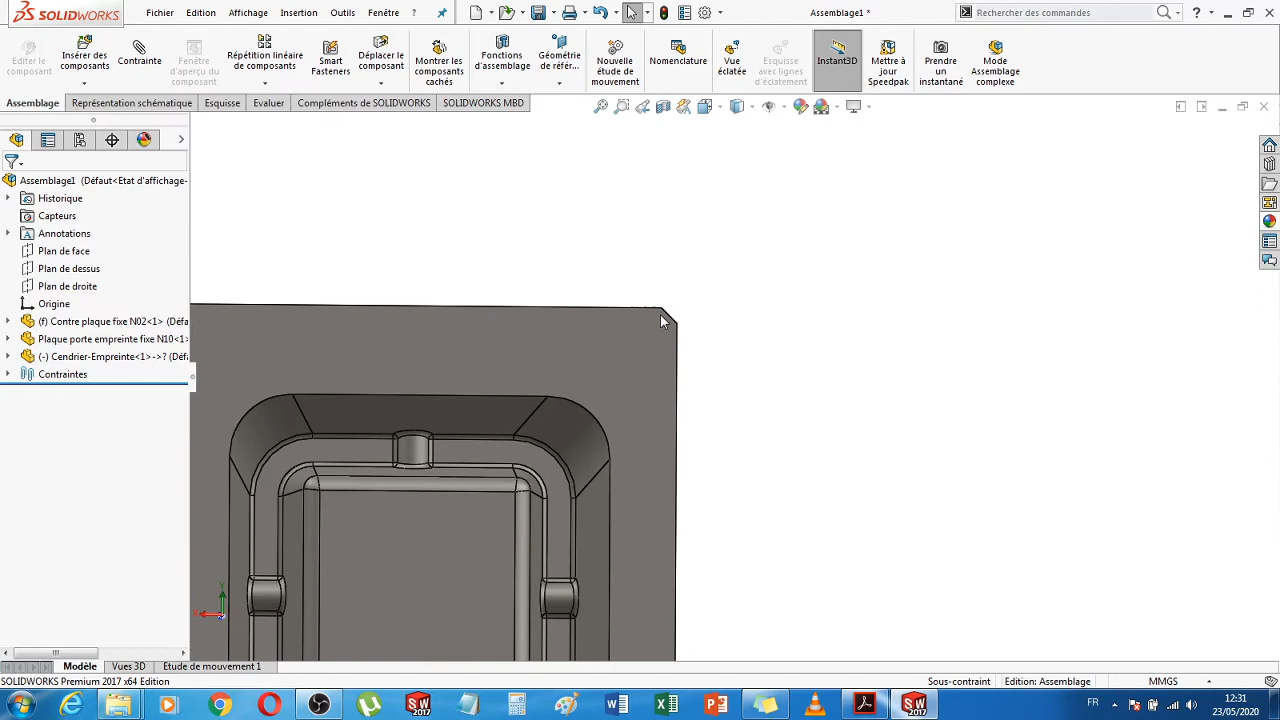 SOLIDWORKS
Fichier Edition Affichage Insertion Outils Fenêtre
Assemblage1 *
Rechercher des commandes
Editer le composant
Insérer des composants
Contrainte
Fenêtre d'aperçu du composant
Répétition linéaire de composants
Smart Fasteners
Déplacer le composant
Montrer les composants cachés
Fonctions d'assemblage
Géométrie de référ...
Nouvelle étude de mouvement
Nomenclature
Vue éclatée
Esquisse avec lignes d'éclatement
Instant3D
Mettre à jour Speedpak
Prendre un instantané
Mode Assemblage complexe
Assemblage Représentation schématique Esquisse Evaluer Compléments de SOLIDWORKS SOLIDWORKS MBD
Assemblage1 (Défaut<Etat d'affichage-
Historique
Capteurs
Annotations
Plan de face
Plan de dessus
Plan de droite
Origine
(f) Contre plaque fixe N02<1> (Défa
Plaque porte empreinte fixe N10<1>
(-) Cendrier-Empreinte<1>->? (Défa
Contraintes
Y
Modèle Vues 3D Etude de mouvement 1
SOLIDWORKS Premium 2017 x64 Edition
Sous-contraint
Edition: Assemblage
MMGS
FR
12:31
23/05/2020